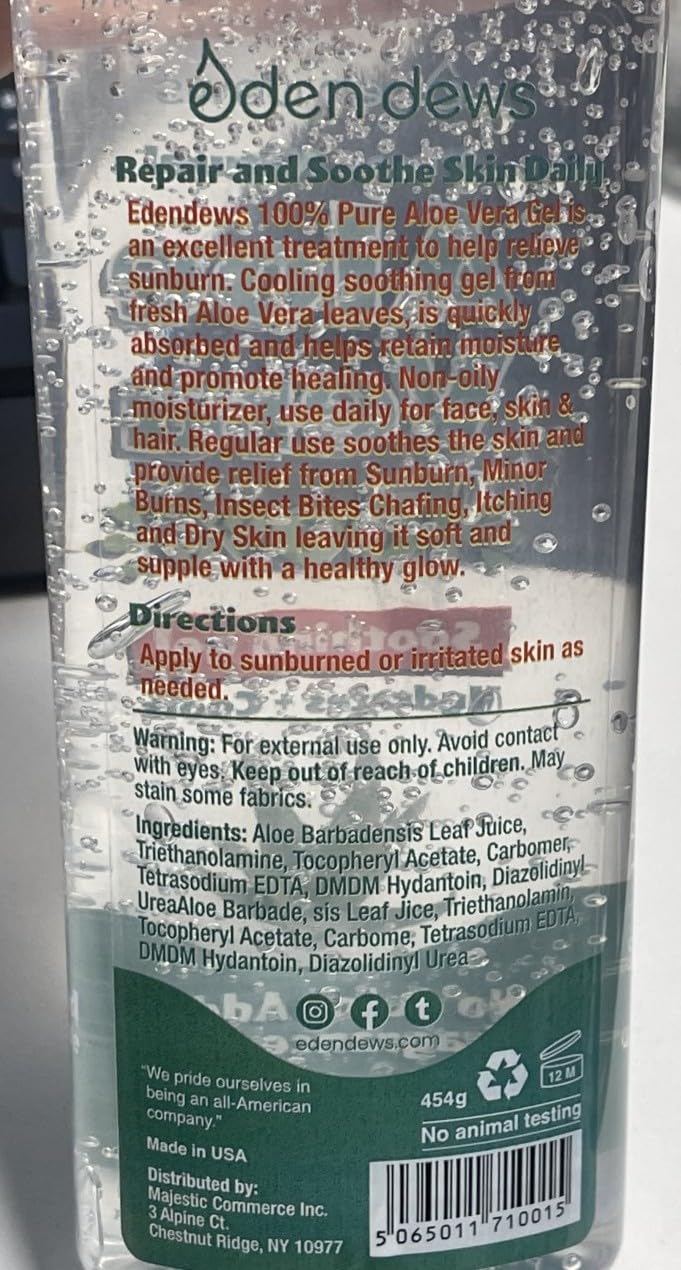 eden dews
Repair and Soothe Skin Daily
Edendews 100% Pure Aloe Vera Gel is
an excellent treatment to help relieve
sunburn. Cooling soothing gel from
fresh Aloe Vera leaves, is quickly
absorbed and helps retain moisture
and promote healing. Non-oily
moisturizer, use daily for face, skin &
hair. Regular use soothes the skin and
provide relief from Sunburn, Minor
Burns, Insect Bites Chafing, Itching
and Dry Skin leaving it soft and
supple with a healthy glow.
Directions
Apply to sunburned or irritated skin as
needed.
Warning: For external use only. Avoid contact
with eyes. Keep out of reach of children. May
stain some fabrics.
Ingredients: Aloe Barbadensis Leaf Juice,
Triethanolamine, Tocopheryl Acetate, Carbomer,
Tetrasodium EDTA, DMDM Hydantoin, Diazolidinyl
UreaAloe Barbade, sis Leaf Jice, Triethanolamin,
Tocopheryl Acetate, Carbome, Tetrasodium EDTA,
DMDM Hydantoin, Diazolidinyl Urea
edendews.com
"We pride ourselves in
being an all-American
company."
Made in USA
Distributed by:
Majestic Commerce Inc.
3 Alpine Ct.
Chestnut Ridge, NY 10977
454g
12 M
No animal testing
5 065011 710015